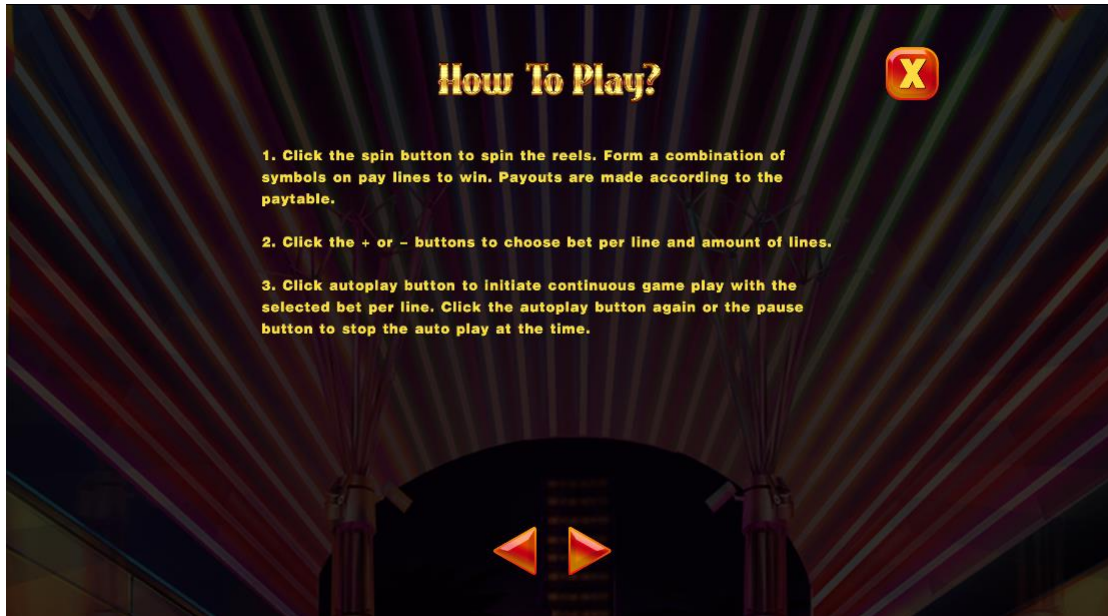 How To Play?
X
1. Click the spin button to spin the reels. Form a combination of
symbols on pay lines to win. Payouts are made according to the
paytable.
2. Click the + or – buttons to choose bet per line and amount of lines.
3. Click autoplay button to initiate continuous game play with the
selected bet per line. Click the autoplay button again or the pause
button to stop the auto play at the time.